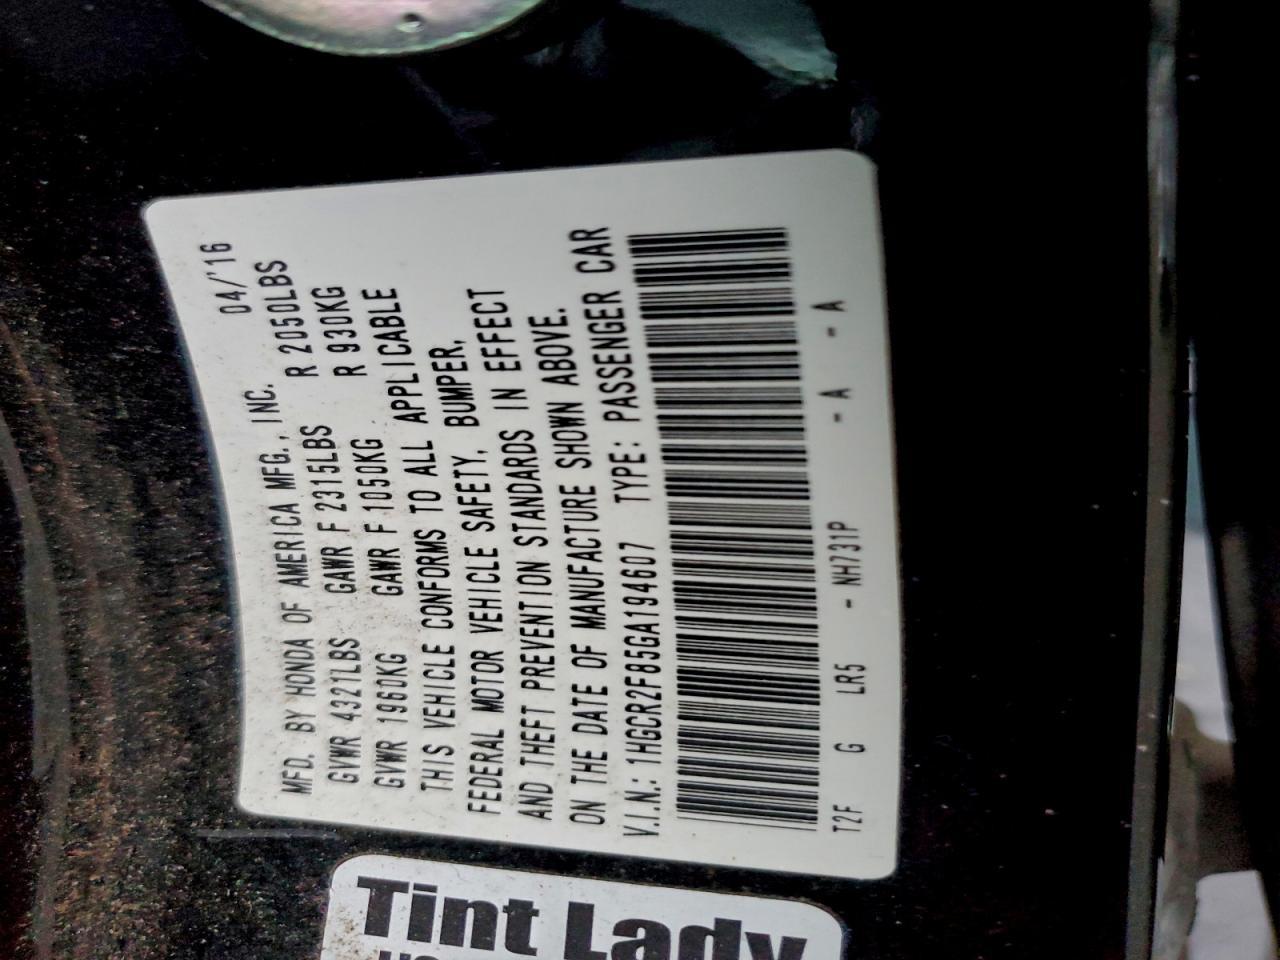 MFD. BY HONDA OF AMERICA MFG., INC. 04/'16
GVWR 4321LBS GAWR F 2315LBS R 2050LBS
GVWR 1960KG GAWR F 1050KG R 930KG
THIS VEHICLE CONFORMS TO ALL APPLICABLE
FEDERAL MOTOR VEHICLE SAFETY, BUMPER,
AND THEFT PREVENTION STANDARDS IN EFFECT
ON THE DATE OF MANUFACTURE SHOWN ABOVE.
V.I.N.: 1HGCR2F85GA194607 TYPE: PASSENGER CAR
T2F G LR5 - NH731P - A - A
Tint Lady